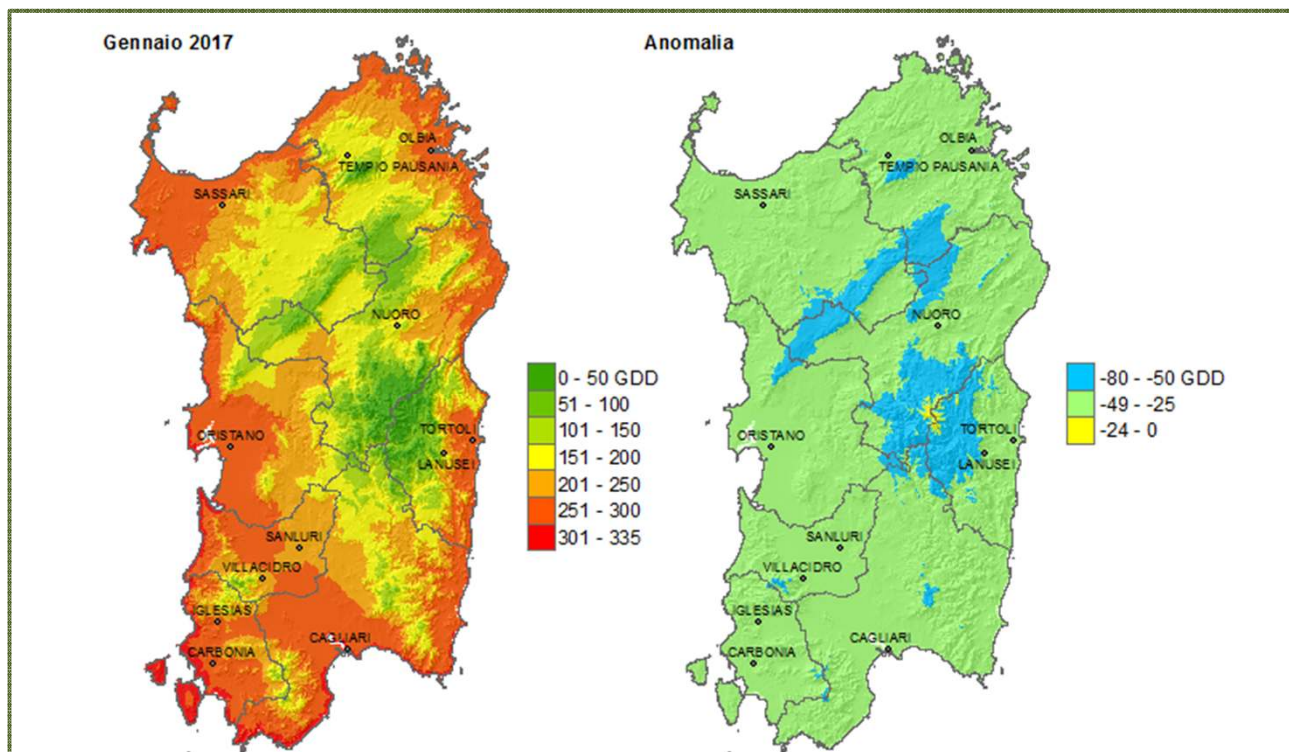 Gennaio 2017
OLBIA
TEMPIO PAUSANIA
SASSARI
NUORO
ORISTANO
TORTOLI
LANUSEI
SANLURI
VILLACIDRO
IGLESIAS
CAGLIARI
CARBONIA
0 - 50 GDD
51 - 100
101 - 150
151 - 200
201 - 250
251 - 300
301 - 335
Anomalia
OLBIA
TEMPIO PAUSANIA
SASSARI
NUORO
ORISTANO
TORTOLI
LANUSEI
SANLURI
VILLACIDRO
IGLESIAS
CAGLIARI
CARBONIA
-80 - -50 GDD
-49 - -25
-24 - 0